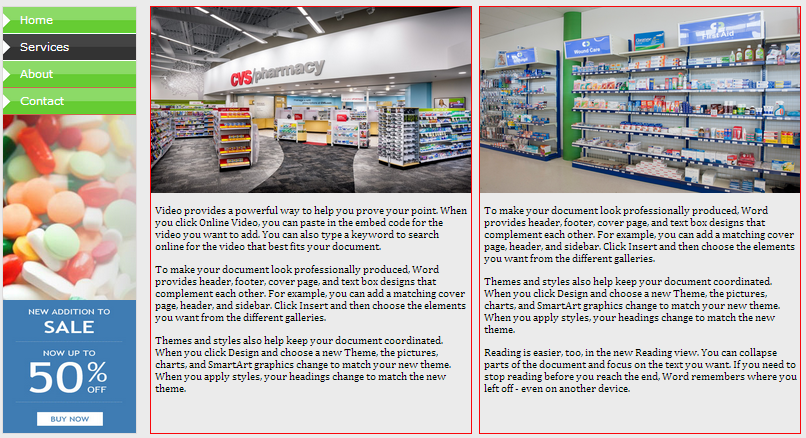 Home
Services
About
Contact
NEW ADDITION TO
SALE
NOW UP TO
50%
OFF
BUY NOW
CVS/pharmacy
Video provides a powerful way to help you prove your point. When
you click Online Video, you can paste in the embed code for the
video you want to add. You can also type a keyword to search
online for the video that best fits your document.
To make your document look professionally produced, Word
provides header, footer, cover page, and text box designs that
complement each other. For example, you can add a matching cover
page, header, and sidebar. Click Insert and then choose the elements
you want from the different galleries.
Themes and styles also help keep your document coordinated.
When you click Design and choose a new Theme, the pictures,
charts, and SmartArt graphics change to match your new theme.
When you apply styles, your headings change to match the new
theme.
Wound Care
First Aid
To make your document look professionally produced, Word
provides header, footer, cover page, and text box designs that
complement each other. For example, you can add a matching cover
page, header, and sidebar. Click Insert and then choose the elements
you want from the different galleries.
Themes and styles also help keep your document coordinated.
When you click Design and choose a new Theme, the pictures,
charts, and SmartArt graphics change to match your new theme.
When you apply styles, your headings change to match the new
theme.
Reading is easier, too, in the new Reading view. You can collapse
parts of the document and focus on the text you want. If you need to
stop reading before you reach the end, Word remembers where you
left off - even on another device.